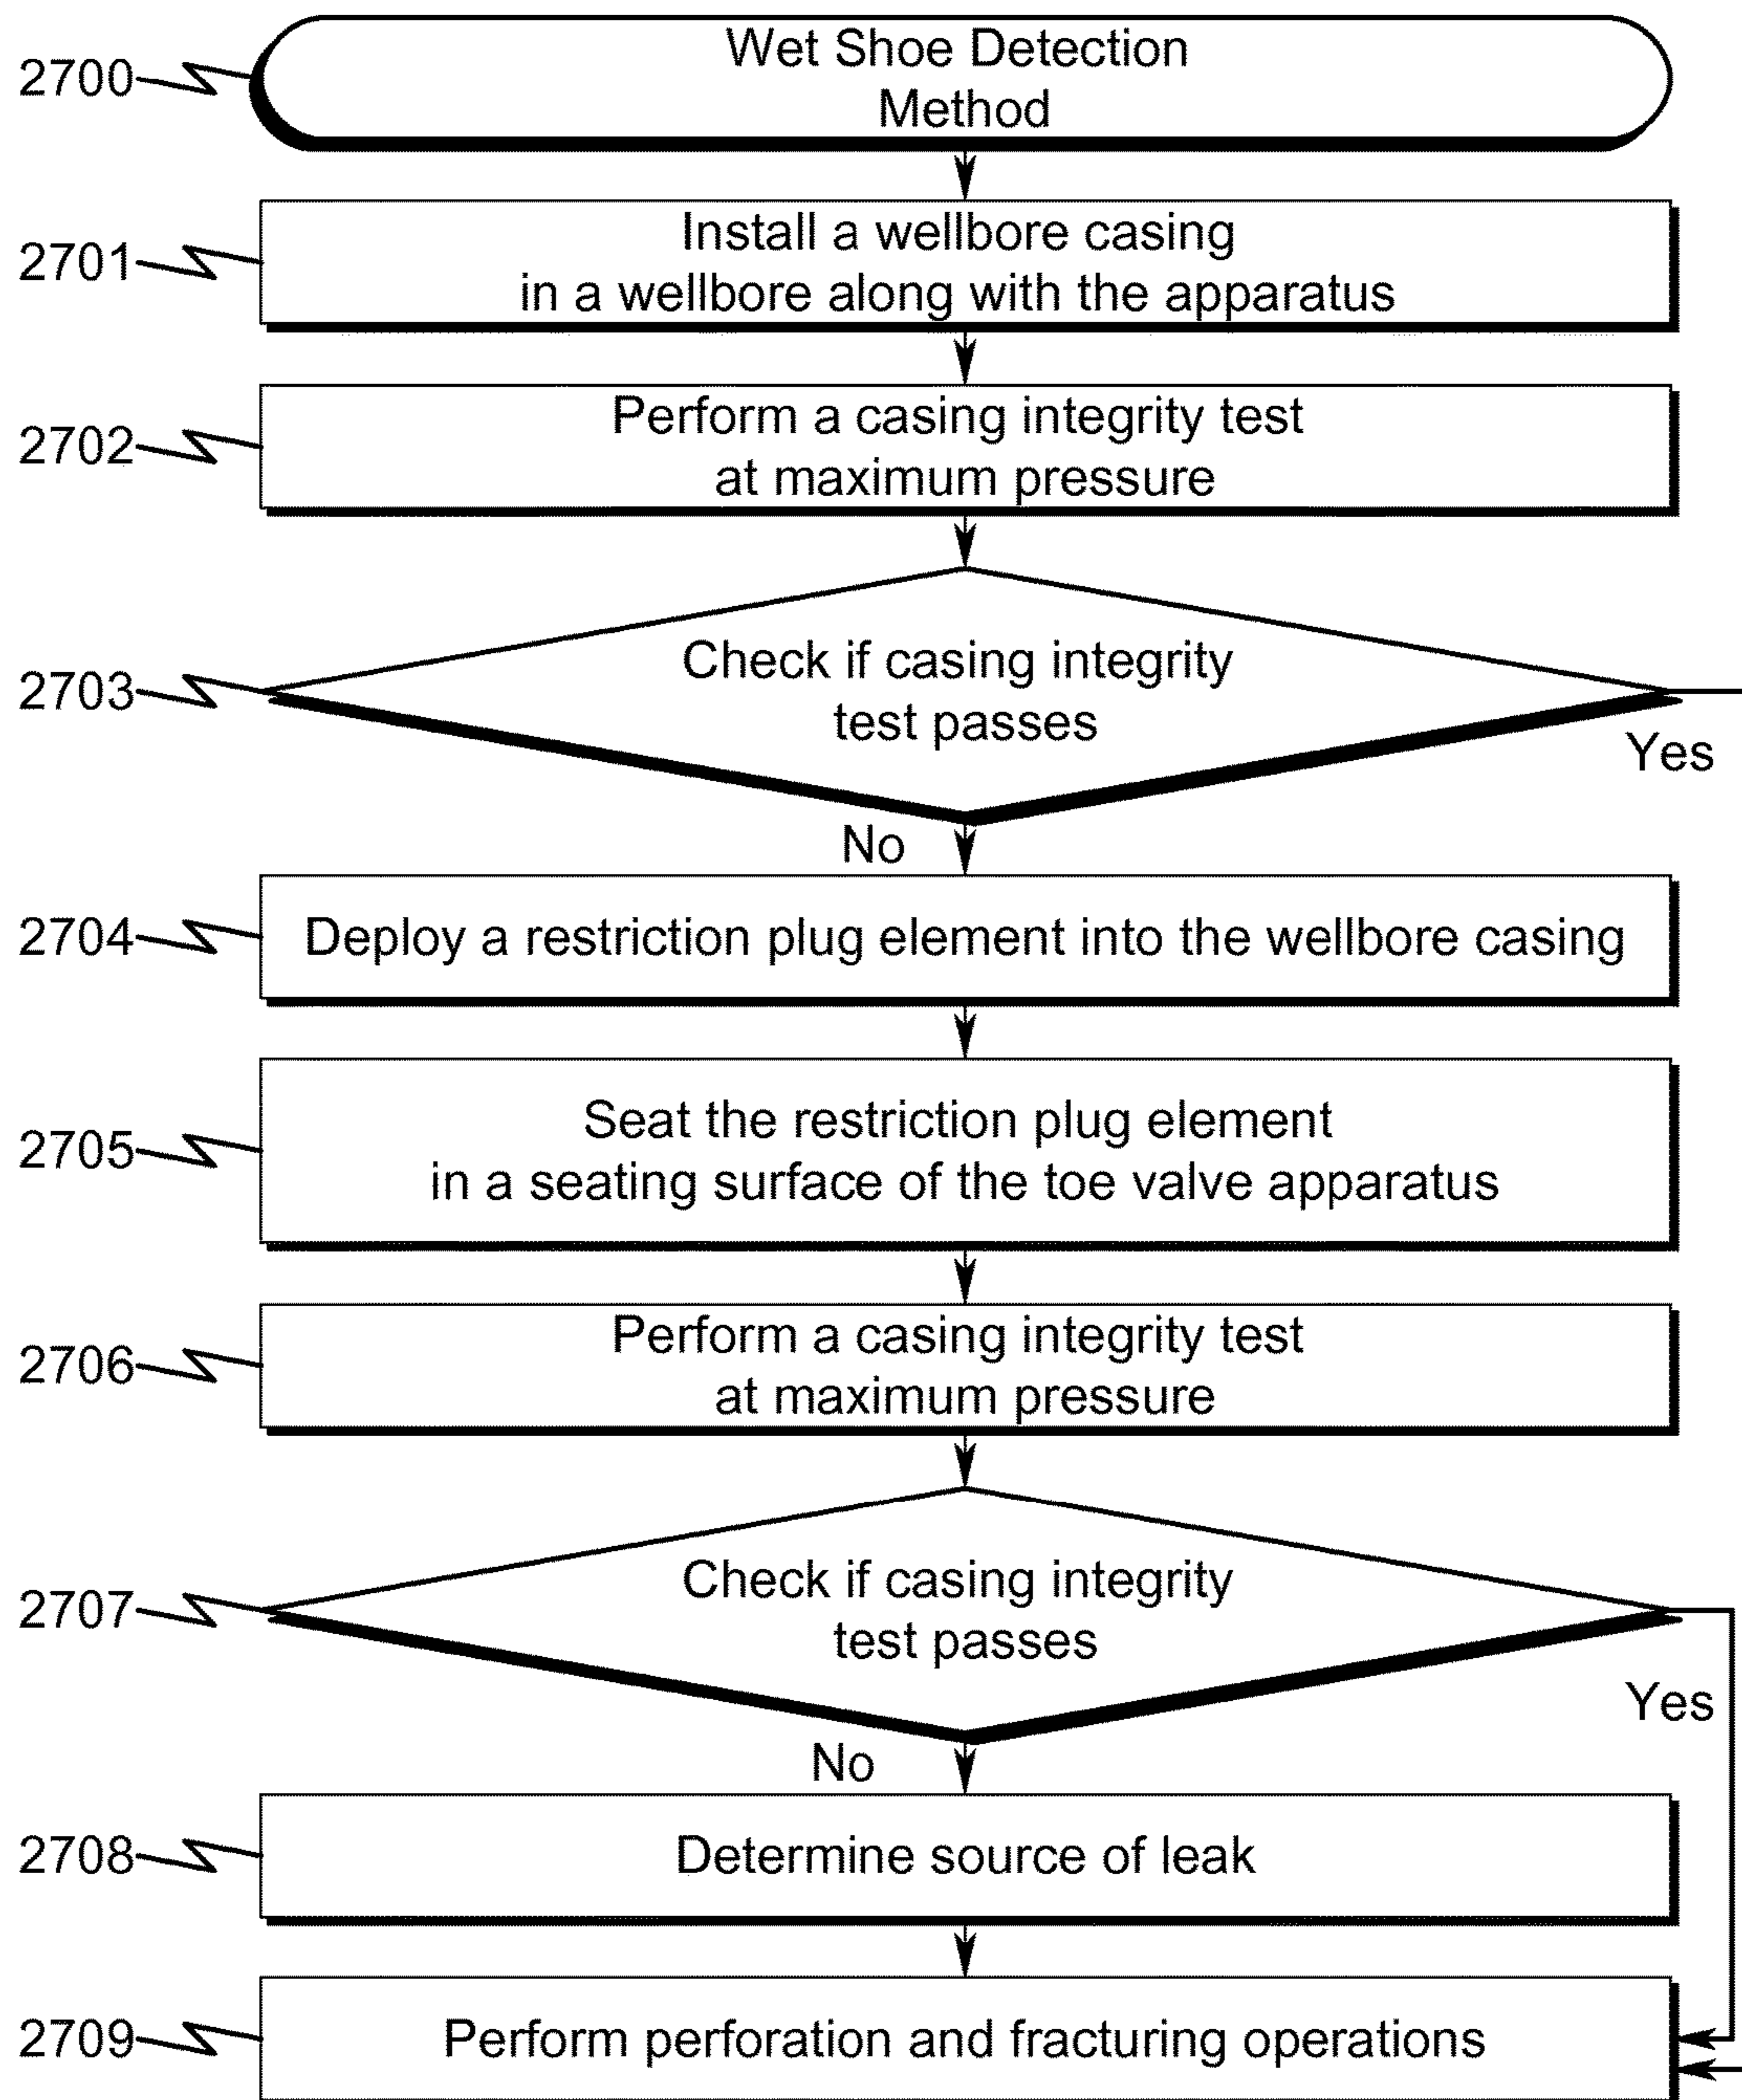 2700
Wet Shoe Detection
Method
2701
Install a wellbore casing
in a wellbore along with the apparatus
2702
Perform a casing integrity test
at maximum pressure
2703
Check if casing integrity
test passes
Yes
No
2704
Deploy a restriction plug element into the wellbore casing
2705
Seat the restriction plug element
in a seating surface of the toe valve apparatus
2706
Perform a casing integrity test
at maximum pressure
2707
Check if casing integrity
test passes
Yes
No
2708
Determine source of leak
2709
Perform perforation and fracturing operations